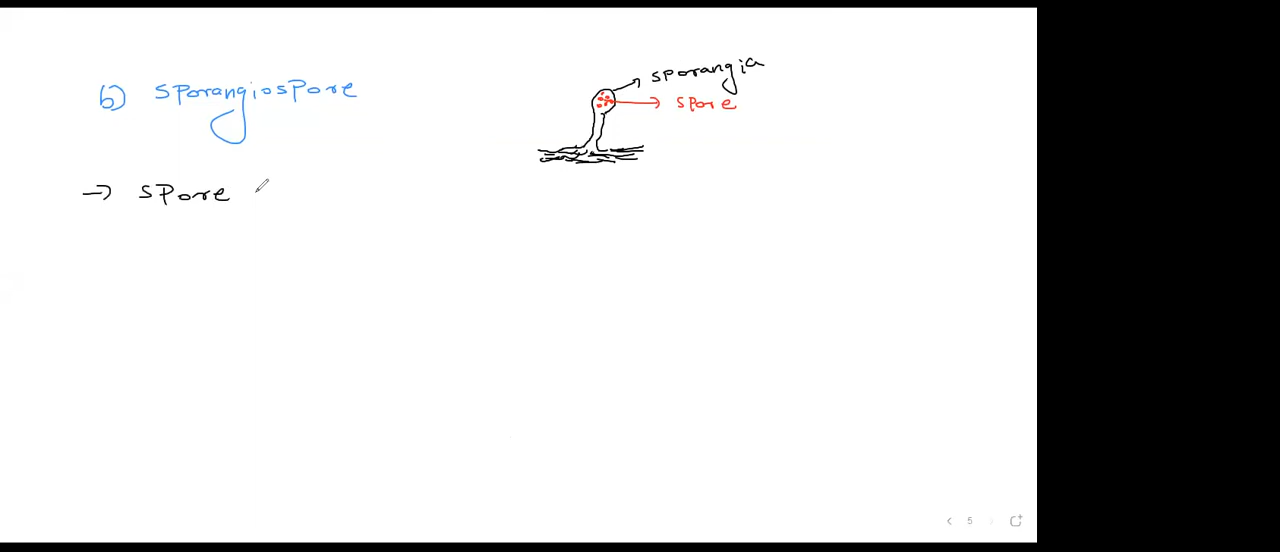 b) sporangiospore
→ sporangia
→ spore
→ spore
5